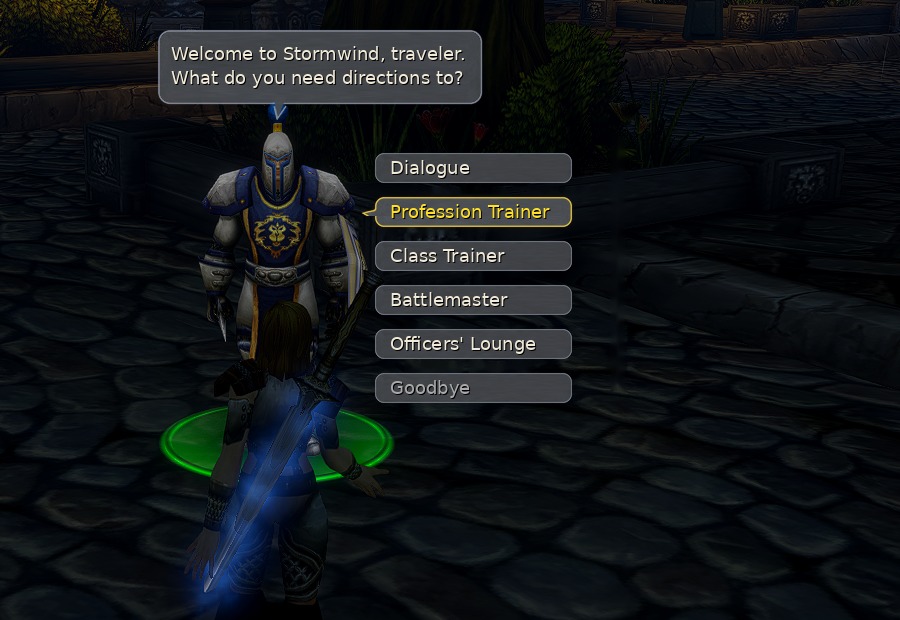 Welcome to Stormwind, traveler.
What do you need directions to?
Dialogue
Profession Trainer
Class Trainer
Battlemaster
Officers' Lounge
Goodbye